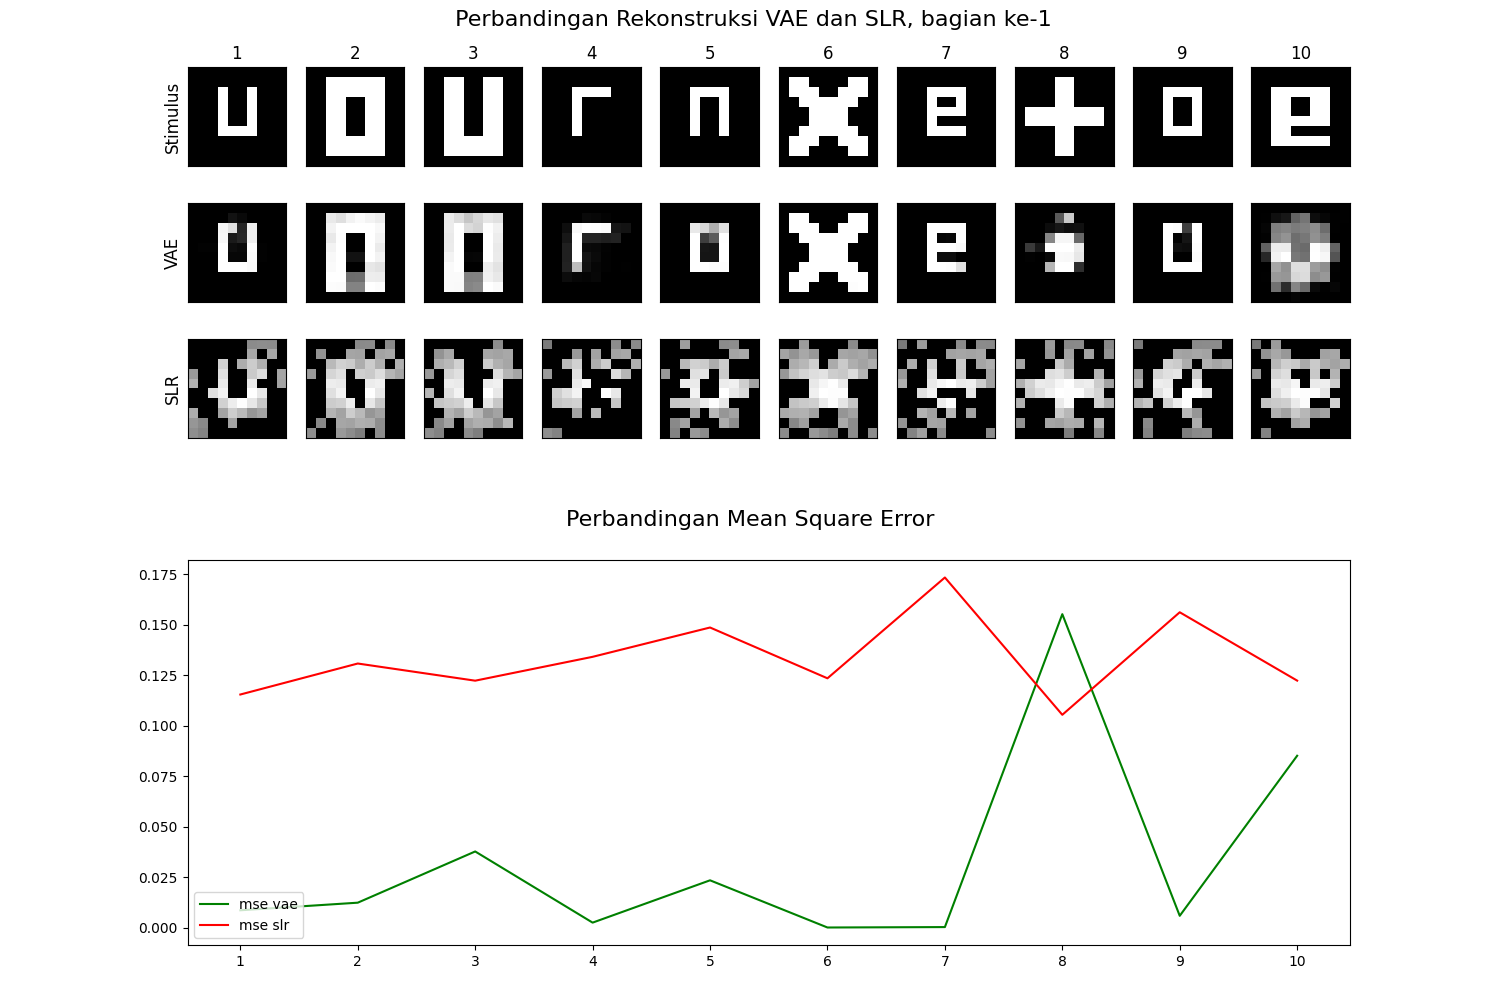 Perbandingan Rekonstruksi VAE dan SLR, bagian ke-1
1 2 3 4 5 6 7 8 9 10
Stimulus
VAE
SLR
Perbandingan Mean Square Error
0.175
0.150
0.125
0.100
0.075
0.050
0.025
0.000
mse vae
mse slr
1 2 3 4 5 6 7 8 9 10